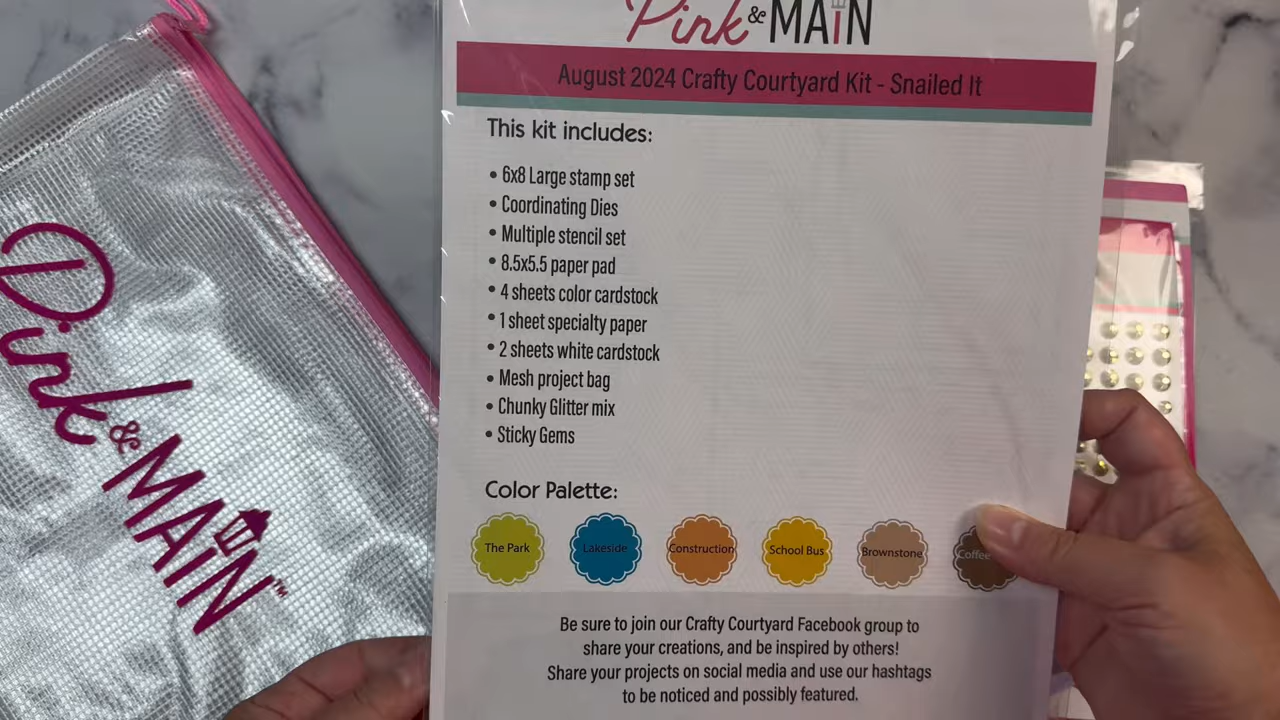 Pink & MAIN
August 2024 Crafty Courtyard Kit - Snailed It
This kit includes:
• 6x8 Large stamp set
• Coordinating Dies
• Multiple stencil set
• 8.5x5.5 paper pad
• 4 sheets color cardstock
• 1 sheet specialty paper
• 2 sheets white cardstock
• Mesh project bag
• Chunky Glitter mix
• Sticky Gems
Color Palette:
The Park Lakeside Construction School Bus Brownstone Coffee
Be sure to join our Crafty Courtyard Facebook group to
share your creations, and be inspired by others!
Share your projects on social media and use our hashtags
to be noticed and possibly featured.
Pink
& MAIN™